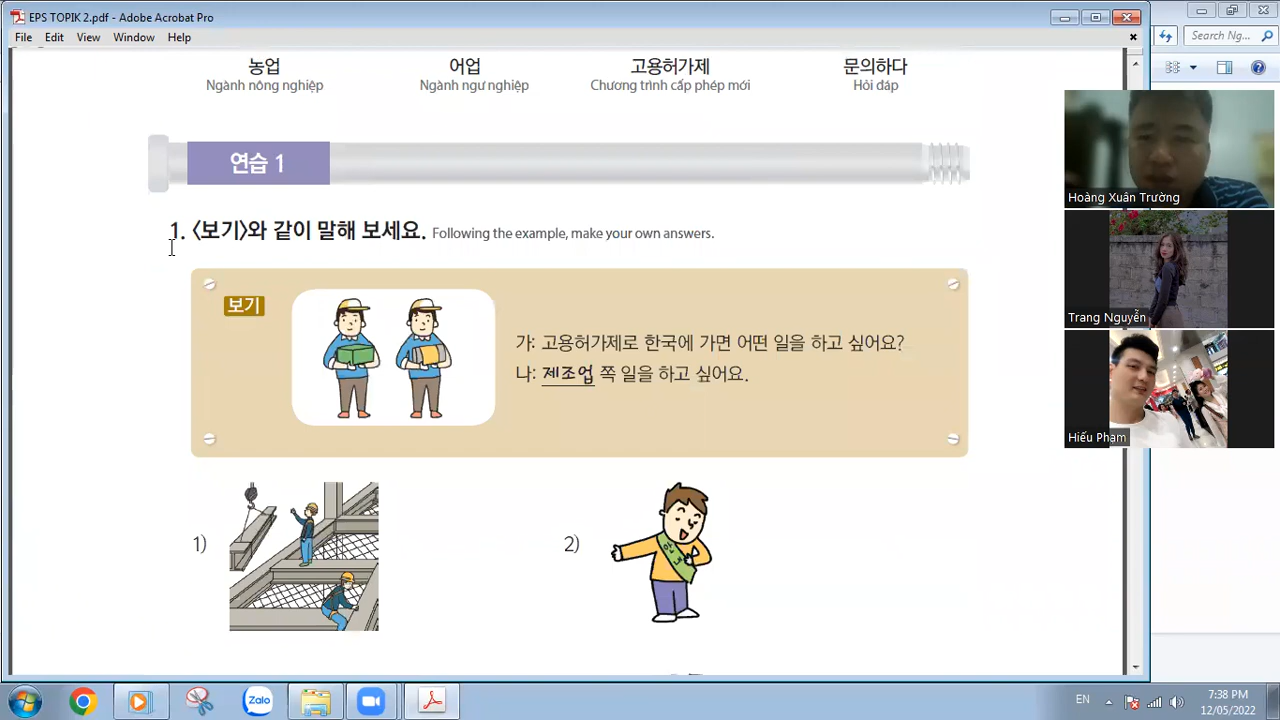 EPS TOPIK 2.pdf - Adobe Acrobat Pro
File Edit View Window Help
Search Ng...
농업 어업 고용허가제 문의하다
Ngành nông nghiệp Ngành ngư nghiệp Chương trình cấp phép mới Hỏi đáp
연습 1
1. <보기>와 같이 말해 보세요. Following the example, make your own answers.
보기
가: 고용허가제로 한국에 가면 어떤 일을 하고 싶어요?
나: 제조업 쪽 일을 하고 싶어요.
1)
2)
안내
Hoàng Xuân Trường
Trang Nguyễn
Hiếu Phạm
Zalo
EN
7:38 PM
12/05/2022